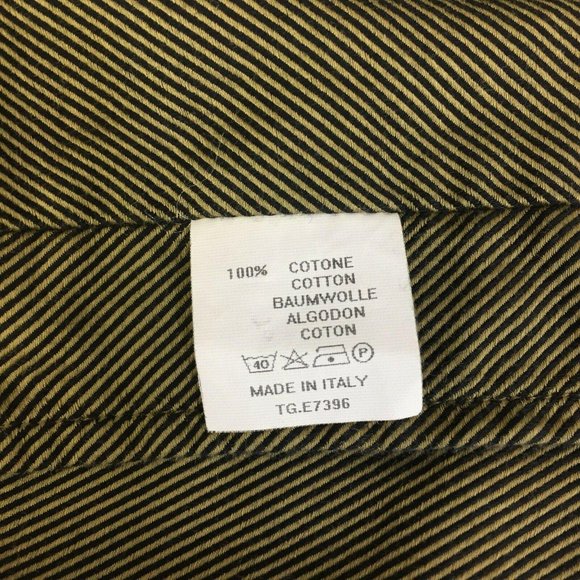 100% COTONE
COTTON
BAUMWOLLE
ALGODON
COTON
40 P
MADE IN ITALY
TG.E7396